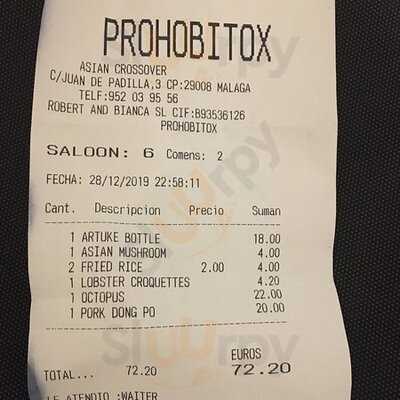 PROHOBITOX
ASIAN CROSSOVER
C/JUAN DE PADILLA,3 CP:29008 MALAGA
TELF:952 03 95 56
ROBERT AND BIANCA SL CIF:B93536126
PROHIBITOX
SALOON: 6 Comens: 2
FECHA: 28/12/2019 22:58:11
Cant. Descripcion Precio Suman
1 ARTUKE BOTTLE 18.00
1 ASIAN MUSHROOM 4.00
2 FRIED RICE 2.00 4.00
1 LOBSTER CROQUETTES 4.20
1 OCTOPUS 22.00
1 PORK DONG PO 20.00
EUROS
TOTAL... 72.20 72.20
LE ATENDIO :WAITER
sluurpy
sluurpy
sluurpy